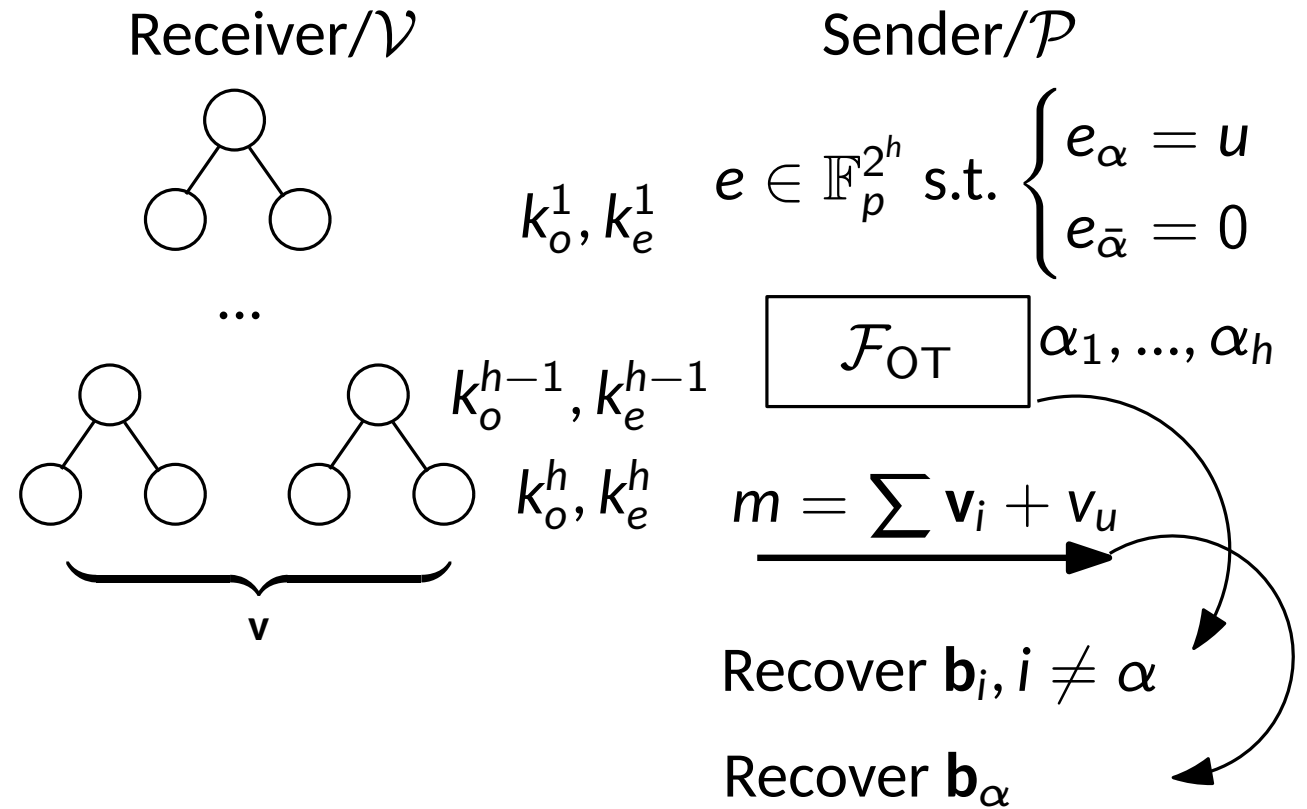 Receiver/𝒱
Sender/𝒫
e ∈ 𝔽_p^{2^h} s.t. { e_α = u
e_ᾱ = 0
k_o^1, k_e^1
...
ℱ_OT
α_1, ..., α_h
k_o^{h−1}, k_e^{h−1}
k_o^h, k_e^h
m = ∑ v_i + v_u
v
Recover b_i, i ≠ α
Recover b_α